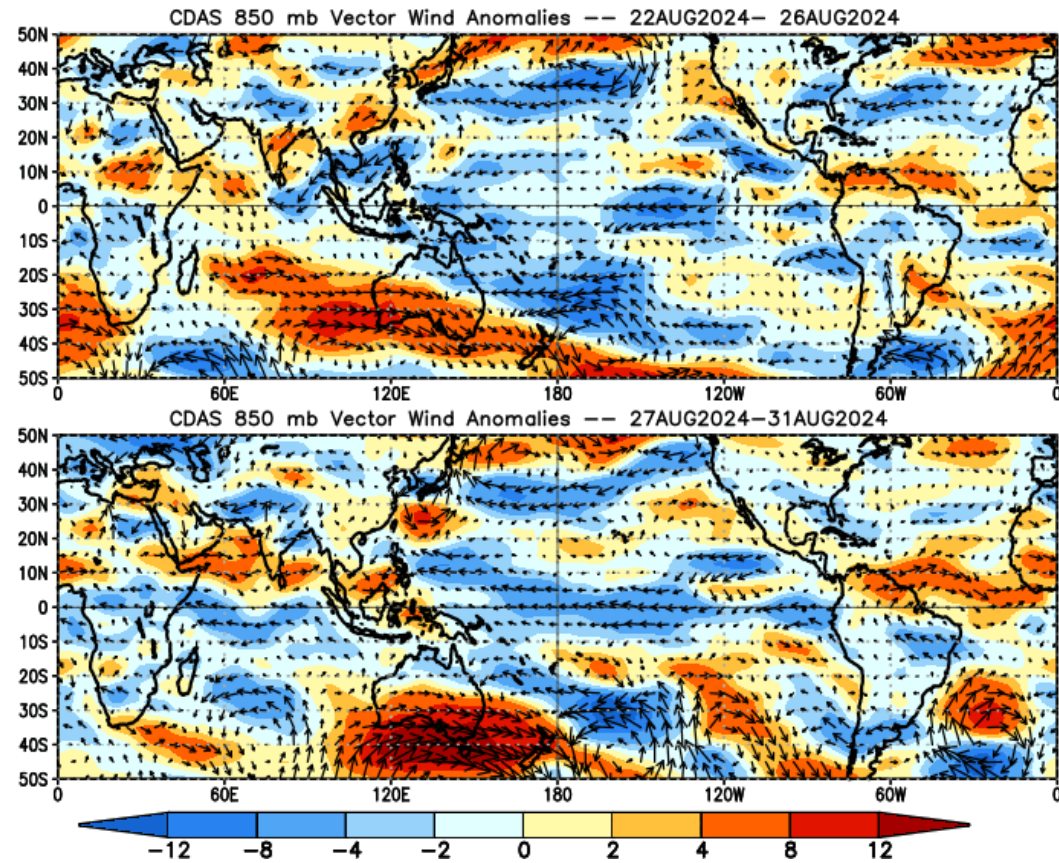 CDAS 850 mb Vector Wind Anomalies -- 22AUG2024- 26AUG2024
50N
40N
30N
20N
10N
0
10S
20S
30S
40S
50S
0 60E 120E 180 120W 60W 0
CDAS 850 mb Vector Wind Anomalies -- 27AUG2024-31AUG2024
50N
40N
30N
20N
10N
0
10S
20S
30S
40S
50S
0 60E 120E 180 120W 60W 0
-12 -8 -4 -2 0 2 4 8 12